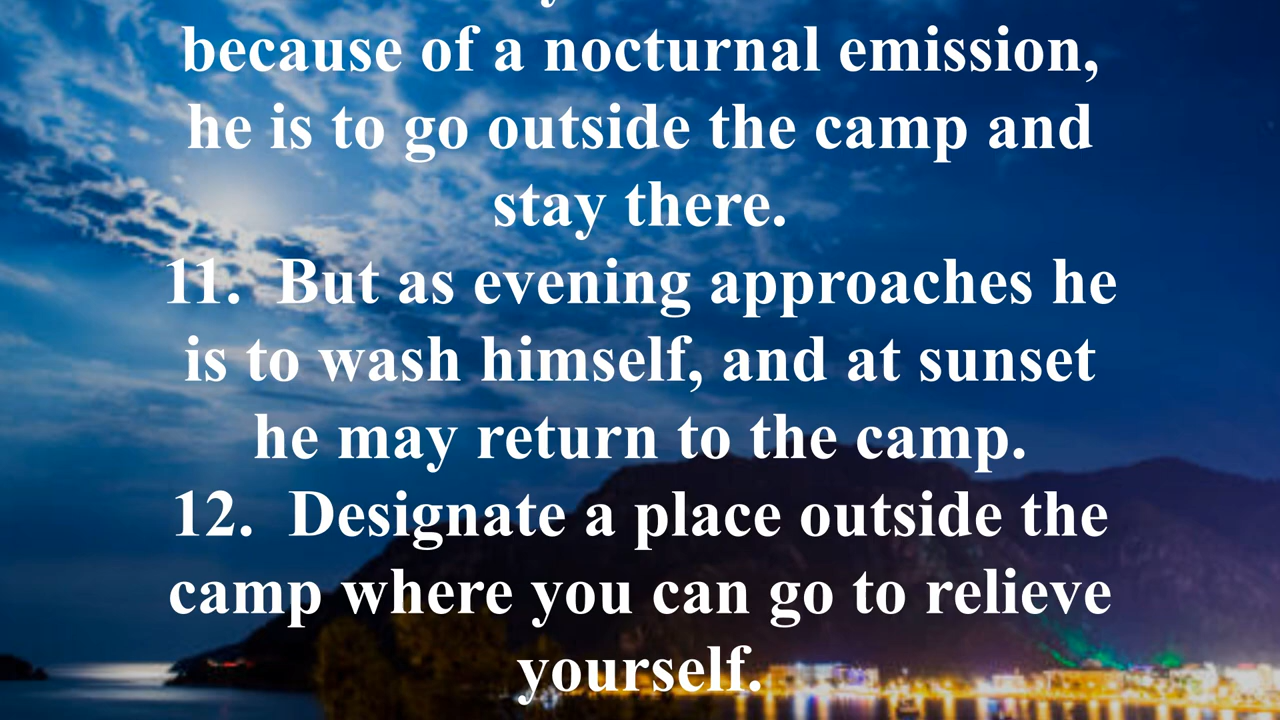 because of a nocturnal emission,
he is to go outside the camp and
stay there.
11.  But as evening approaches he
is to wash himself, and at sunset
he may return to the camp.
12.  Designate a place outside the
camp where you can go to relieve
yourself.